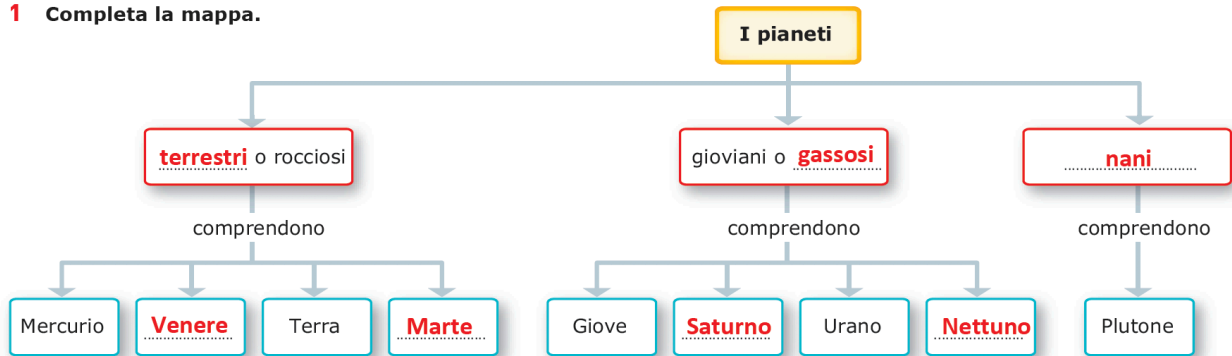 1 Completa la mappa.
I pianeti
terrestri o rocciosi
gioviani o gassosi
nani
comprendono
comprendono
comprendono
Mercurio
Venere
Terra
Marte
Giove
Saturno
Urano
Nettuno
Plutone